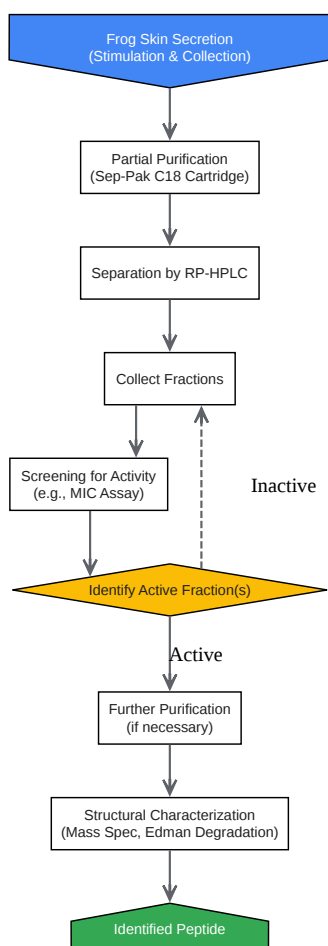 Frog Skin Secretion
(Stimulation & Collection)
Partial Purification
(Sep-Pak C18 Cartridge)
Separation by RP-HPLC
Collect Fractions
Screening for Activity
(e.g., MIC Assay)
Inactive
Identify Active Fraction(s)
Active
Further Purification
(if necessary)
Structural Characterization
(Mass Spec, Edman Degradation)
Identified Peptide